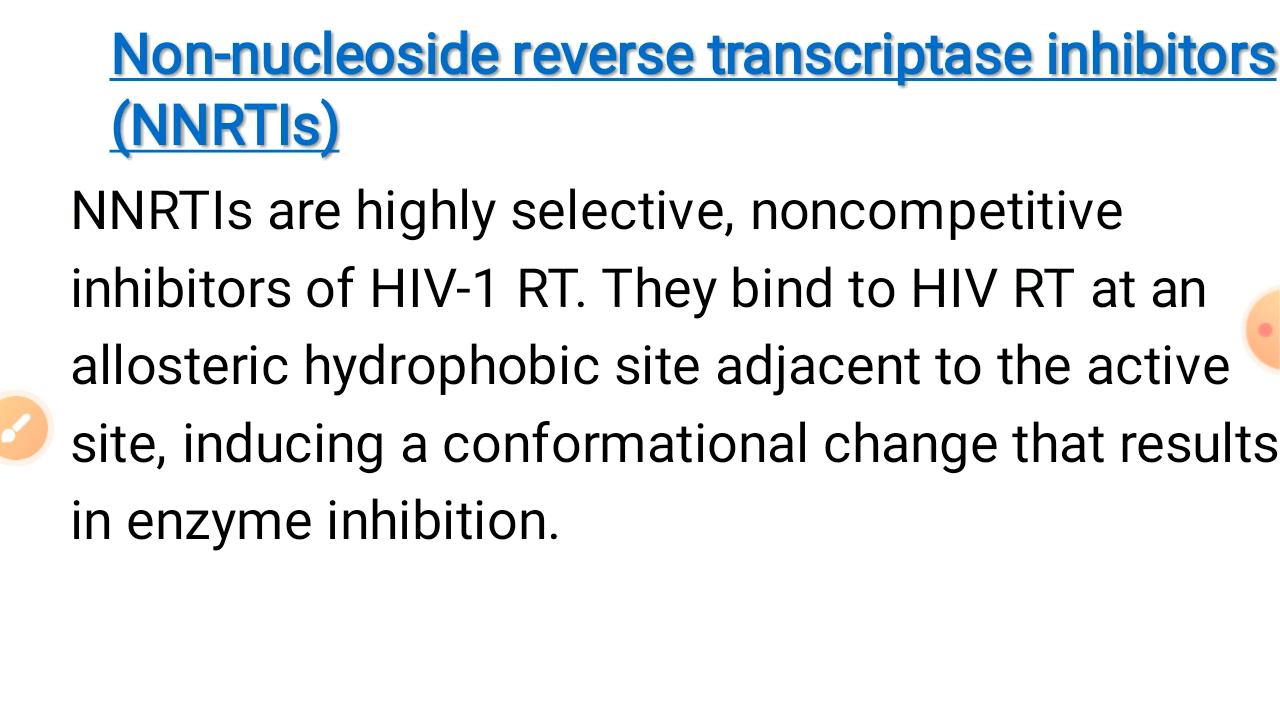 Non-nucleoside reverse transcriptase inhibitors
(NNRTIs)
NNRTIs are highly selective, noncompetitive
inhibitors of HIV-1 RT. They bind to HIV RT at an
allosteric hydrophobic site adjacent to the active
site, inducing a conformational change that results
in enzyme inhibition.